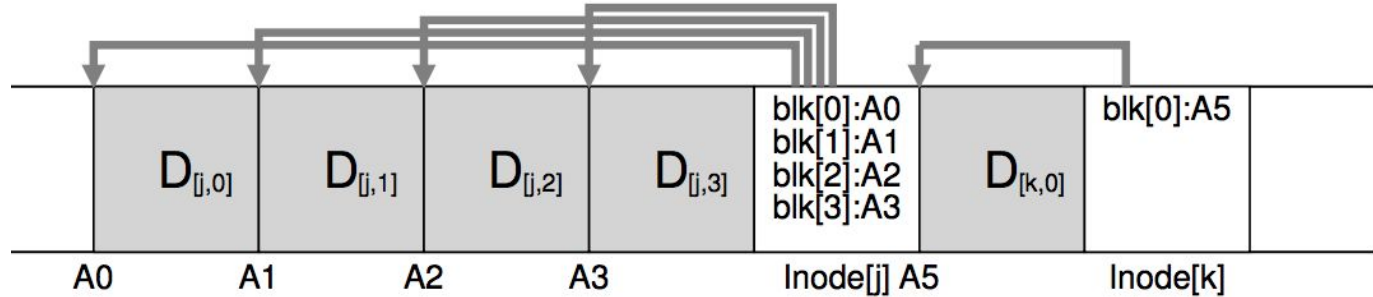 blk[0]:A0
blk[1]:A1
blk[2]:A2
blk[3]:A3
blk[0]:A5
D[j,0] D[j,1] D[j,2] D[j,3] D[k,0]
A0 A1 A2 A3 Inode[j] A5 Inode[k]